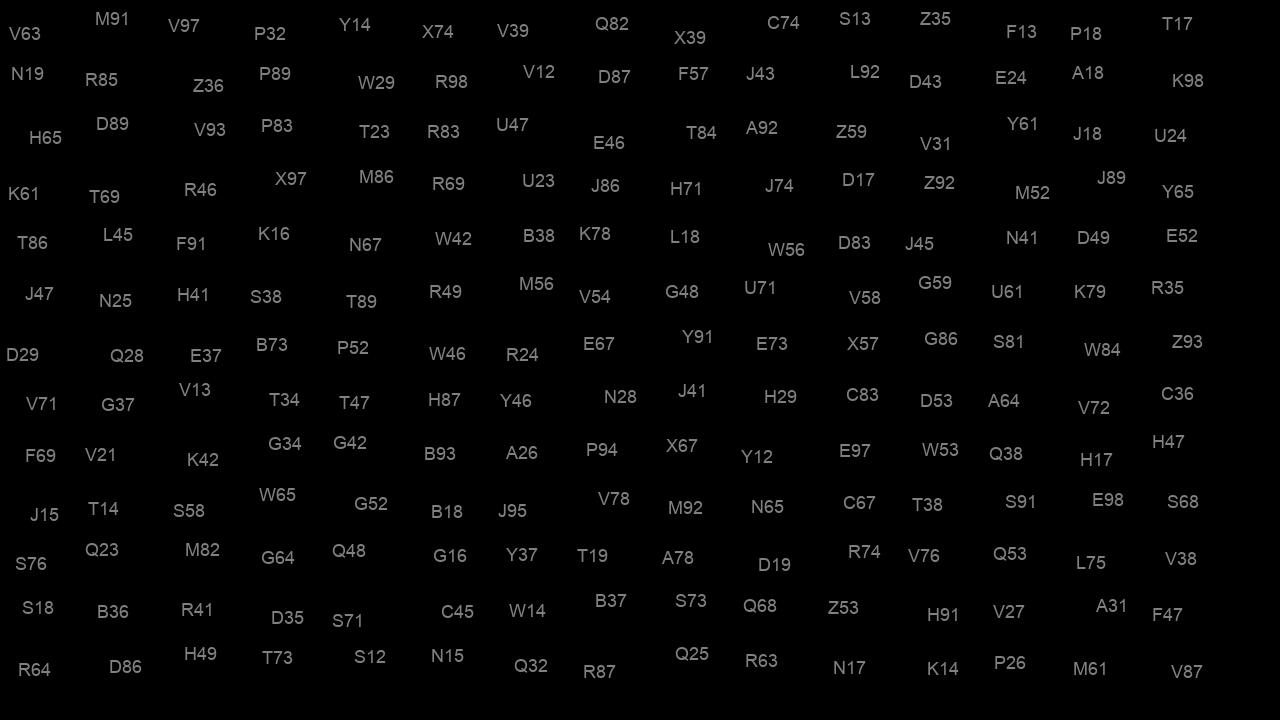 V63 M91 V97 P32 Y14 X74 V39 Q82 X39 C74 S13 Z35 F13 P18 T17
N19 R85 Z36 P89 W29 R98 V12 D87 F57 J43 L92 D43 E24 A18 K98
H65 D89 V93 P83 T23 R83 U47 E46 T84 A92 Z59 V31 Y61 J18 U24
K61 T69 R46 X97 M86 R69 U23 J86 H71 J74 D17 Z92 M52 J89 Y65
T86 L45 F91 K16 N67 W42 B38 K78 L18 W56 D83 J45 N41 D49 E52
J47 N25 H41 S38 T89 R49 M56 V54 G48 U71 V58 G59 U61 K79 R35
D29 Q28 E37 B73 P52 W46 R24 E67 Y91 E73 X57 G86 S81 W84 Z93
V71 G37 V13 T34 T47 H87 Y46 N28 J41 H29 C83 D53 A64 V72 C36
F69 V21 K42 G34 G42 B93 A26 P94 X67 Y12 E97 W53 Q38 H17 H47
J15 T14 S58 W65 G52 B18 J95 V78 M92 N65 C67 T38 S91 E98 S68
S76 Q23 M82 G64 Q48 G16 Y37 T19 A78 D19 R74 V76 Q53 L75 V38
S18 B36 R41 D35 S71 C45 W14 B37 S73 Q68 Z53 H91 V27 A31 F47
R64 D86 H49 T73 S12 N15 Q32 R87 Q25 R63 N17 K14 P26 M61 V87